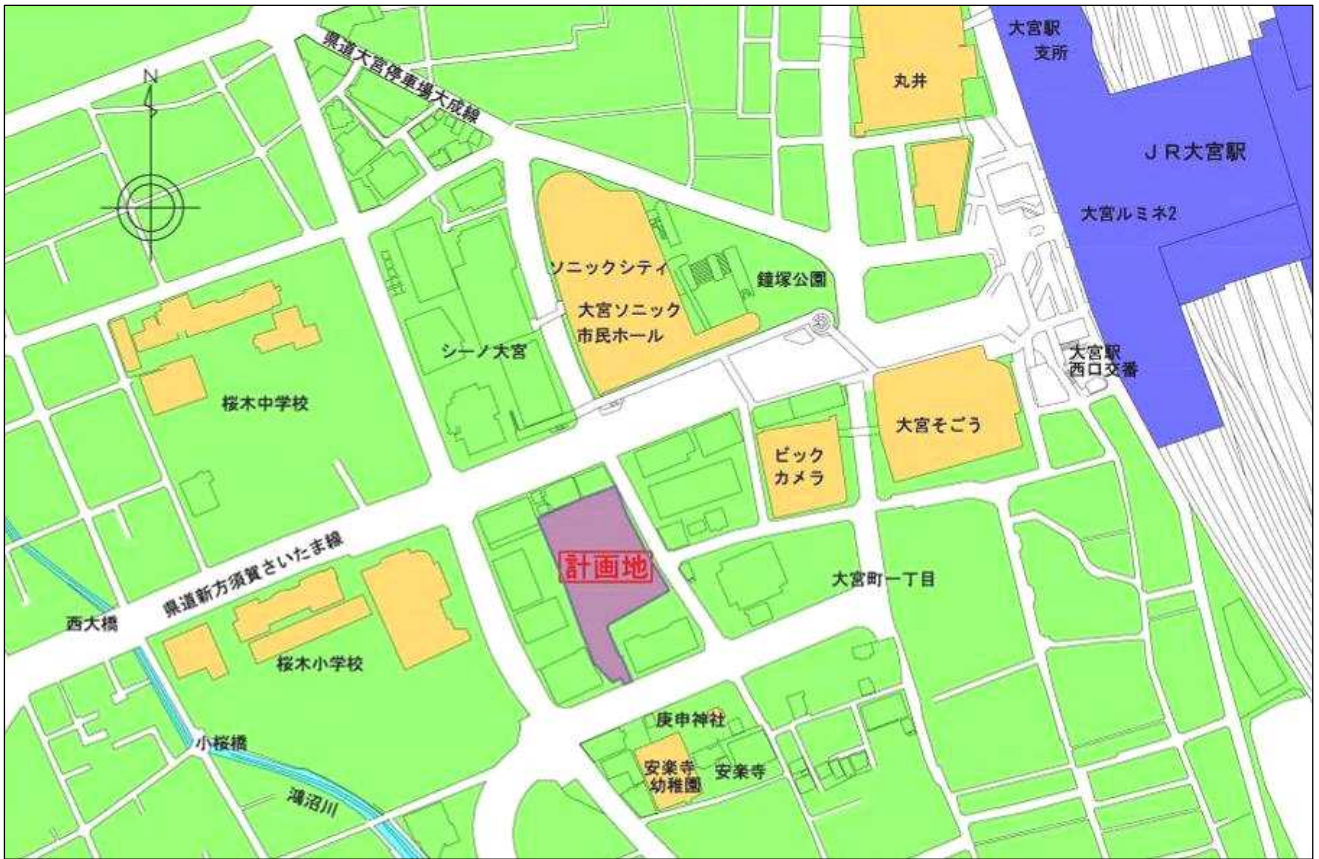 大宮駅
支所
県道大宮停車場大成線
N
丸井
JR大宮駅
大宮ルミネ2
ソニックシティ
鐘塚公園
大宮ソニック
市民ホール
シーノ大宮
大宮駅
西口交番
桜木中学校
大宮そごう
ビック
カメラ
県道新方須賀さいたま線
計画地
大宮町一丁目
西大橋
桜木小学校
庚申神社
小桜橋
安楽寺
幼稚園
安楽寺
鴻沼川